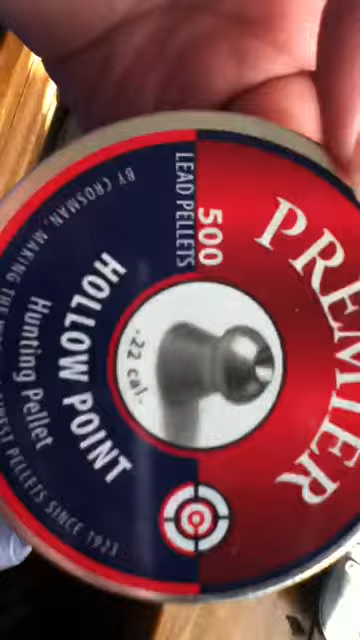 PREMIER
500
LEAD PELLETS
HOLLOW POINT
Hunting Pellet
.22 cal.
BY CROSMAN, MAKING THE FINEST PELLETS SINCE 1923